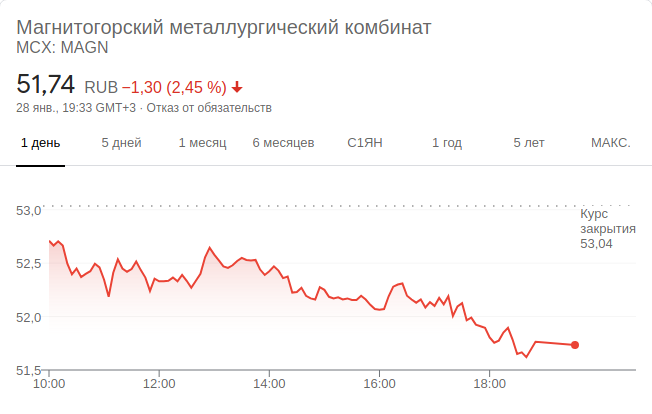 Магнитогорский металлургический комбинат
MCX: MAGN
51,74 RUB −1,30 (2,45 %)
28 янв., 19:33 GMT+3 · Отказ от обязательств
1 день 5 дней 1 месяц 6 месяцев С1ЯН 1 год 5 лет МАКС.
53,0
Курс
закрытия
53,04
52,5
52,0
51,5
10:00 12:00 14:00 16:00 18:00